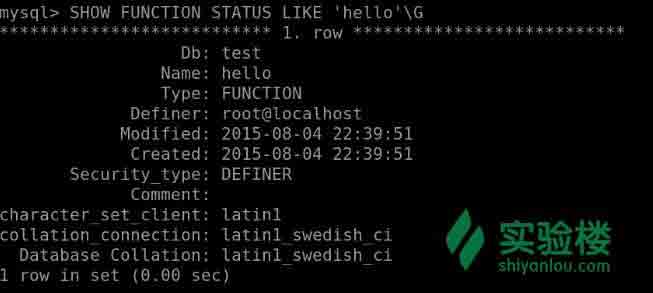 mysql> SHOW FUNCTION STATUS LIKE 'hello'\G
*************************** 1. row ***************************
Db: test
Name: hello
Type: FUNCTION
Definer: root@localhost
Modified: 2015-08-04 22:39:51
Created: 2015-08-04 22:39:51
Security_type: DEFINER
Comment:
character_set_client: latin1
collation_connection: latin1_swedish_ci
Database Collation: latin1_swedish_ci
1 row in set (0.00 sec)
实验楼
shiyanlou.com